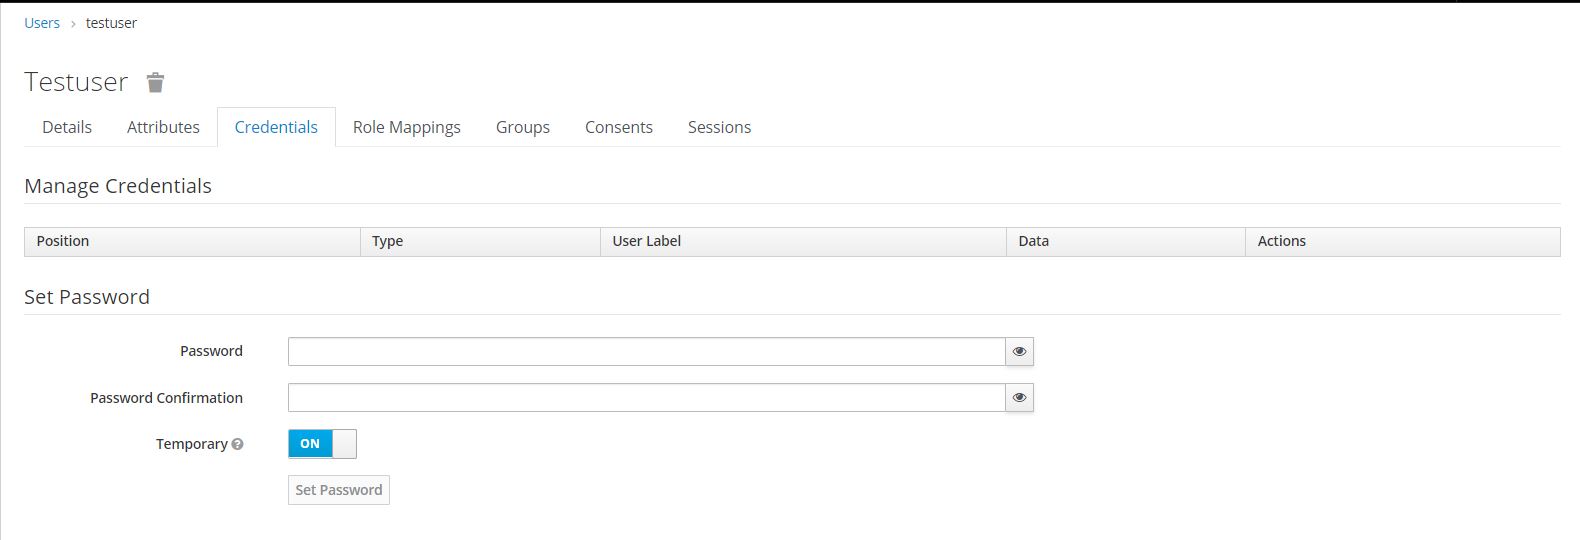 Users › testuser
Testuser
Details Attributes Credentials Role Mappings Groups Consents Sessions
Manage Credentials
Position Type User Label Data Actions
Set Password
Password
Password Confirmation
Temporary ON
Set Password